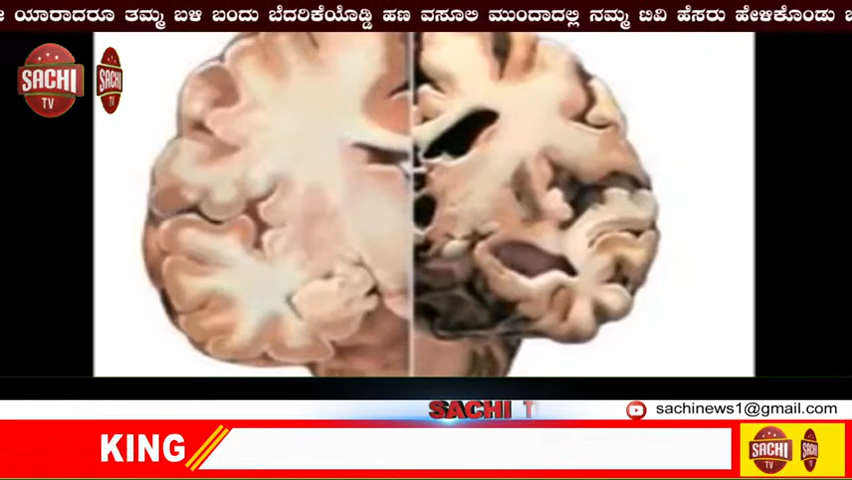 ಯಾರಾದರೂ ತಮ್ಮ ಬಳಿ ಬಂದು ಬೆದರಿಕೆಯೊಡ್ಡಿ ಹಣ ವಸೂಲಿ ಮುಂದಾದಲ್ಲಿ ನಮ್ಮ ಟಿವಿ ಹೆಸರು ಹೇಳಿಕೊಂಡು
SACHI TV
SACHI TV
SACHI T
sachinews1@gmail.com
KING
SACHI TV
SACHI TV